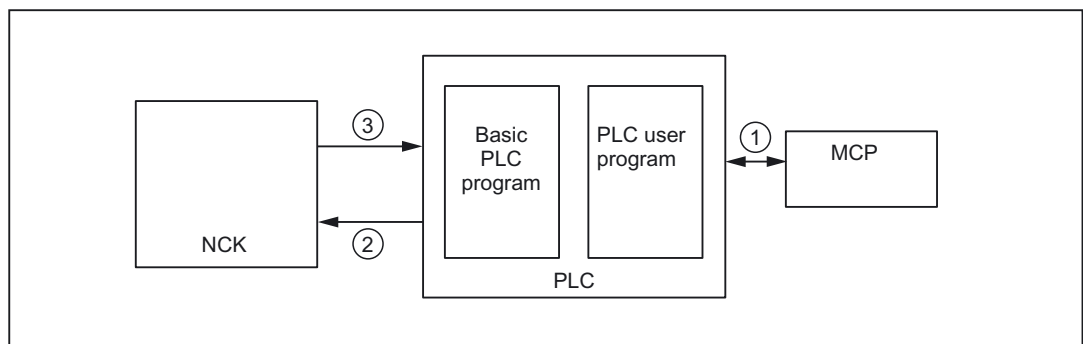 NCK
3
2
Basic
PLC
program
PLC user
program
PLC
1
MCP